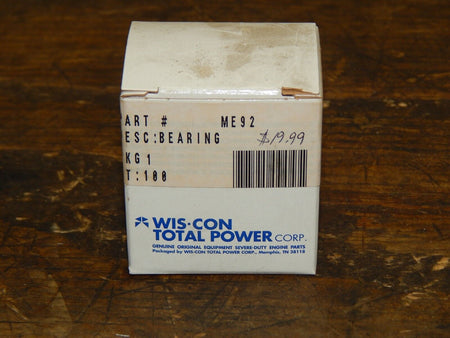 ART # ME92
ESC:BEARING $19.99
KG1
T:100
WIS-CON
TOTAL POWER CORP.
GENUINE ORIGINAL EQUIPMENT SEVERE-DUTY ENGINE PARTS
Packaged by WIS-CON TOTAL POWER CORP., Memphis, TN 38118